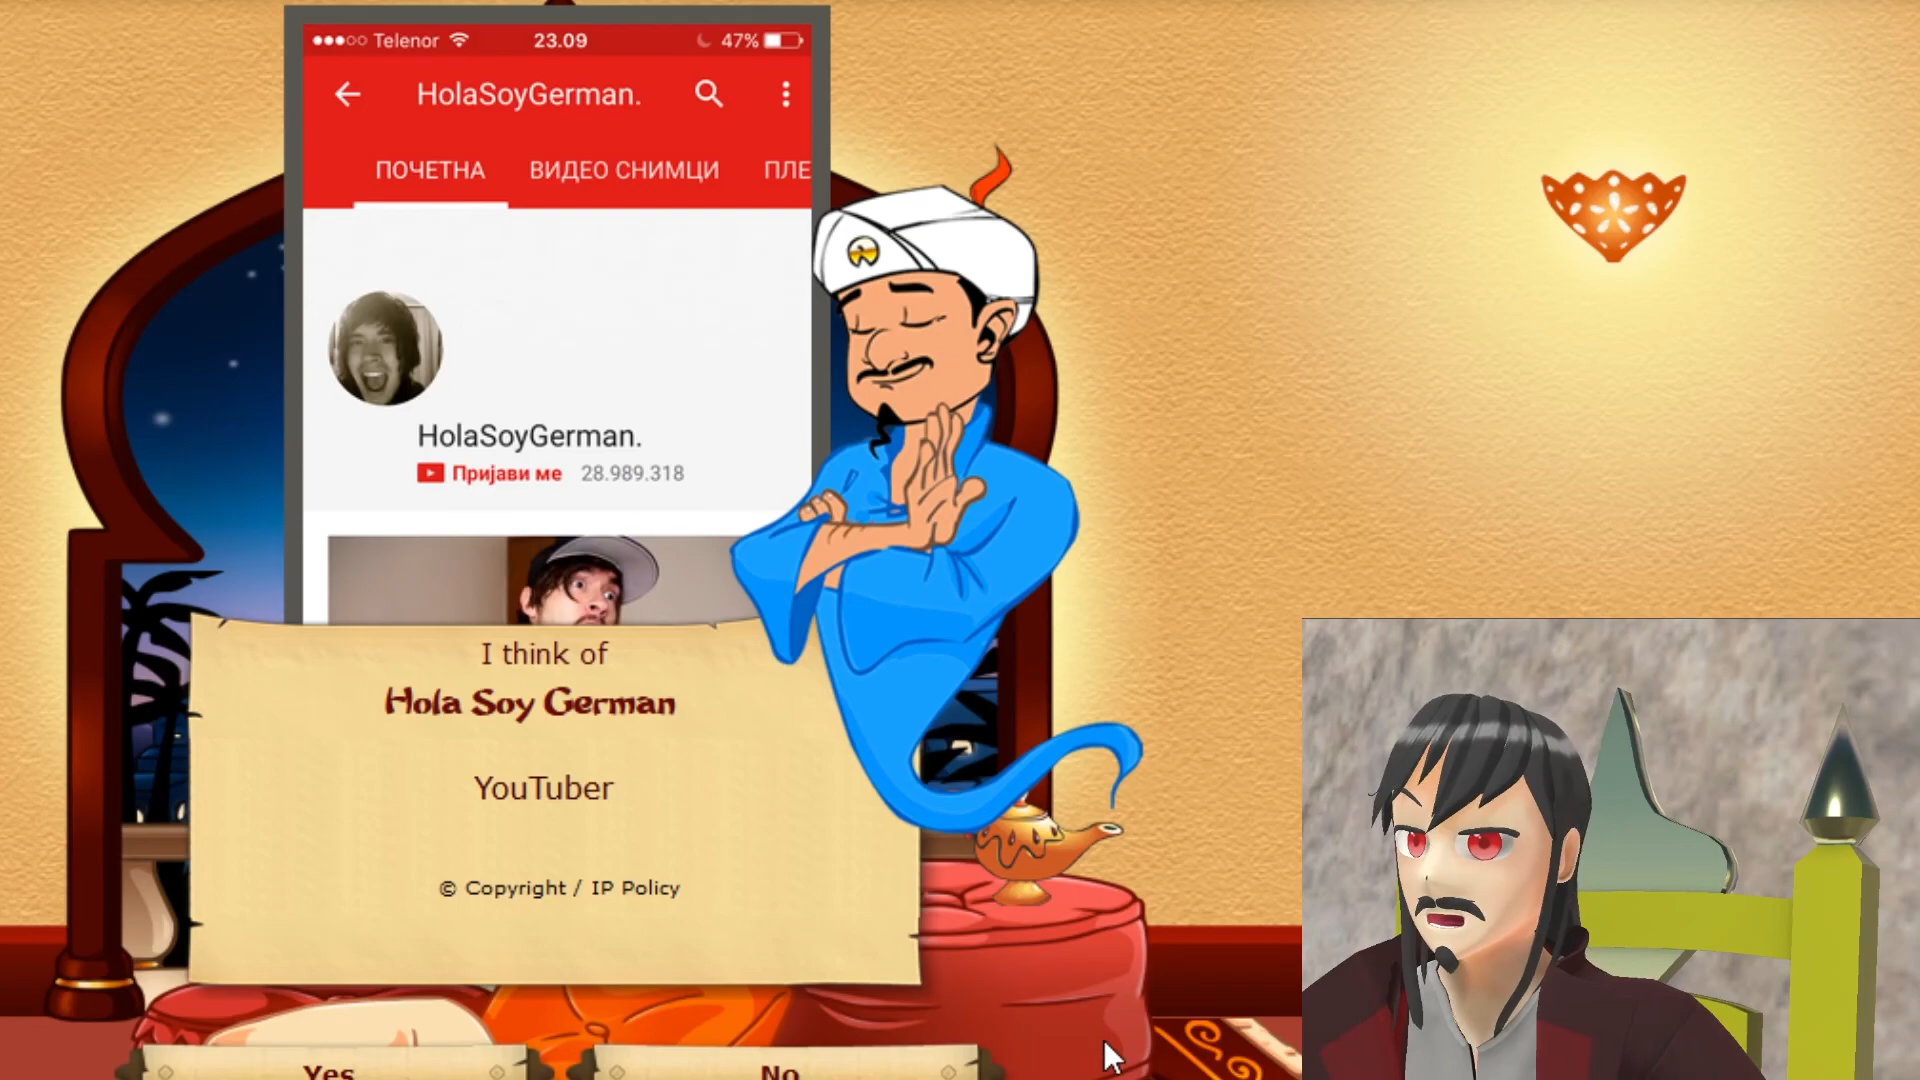 Telenor 23.09 47%
HolaSoyGerman.
ПОЧЕТНА ВИДЕО СНИМЦИ ПЛЕ
HolaSoyGerman.
Пријави ме 28.989.318
I think of
Hola Soy German
YouTuber
© Copyright / IP Policy
Yes No